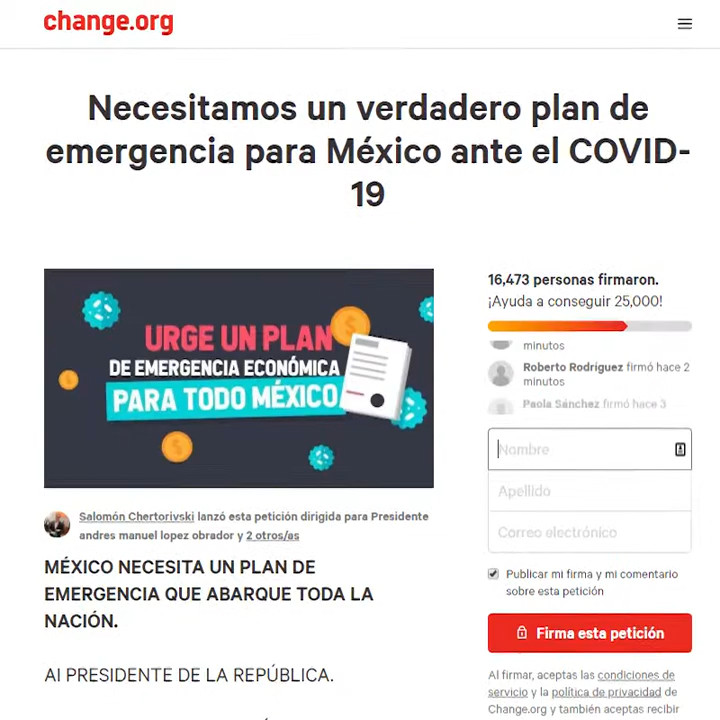 change.org
Necesitamos un verdadero plan de
emergencia para México ante el COVID-
19
URGE UN PLAN
DE EMERGENCIA ECONÓMICA
PARA TODO MÉXICO
Salomón Chertorivski lanzó esta petición dirigida para Presidente
andres manuel lopez obrador y 2 otros/as
MÉXICO NECESITA UN PLAN DE
EMERGENCIA QUE ABARQUE TODA LA
NACIÓN.
Al PRESIDENTE DE LA REPÚBLICA.
16,473 personas firmaron.
¡Ayuda a conseguir 25,000!
minutos
Roberto Rodríguez firmó hace 2
minutos
Paola Sánchez firmó hace 3
Nombre
Apellido
Correo electrónico
Publicar mi firma y mi comentario
sobre esta petición
Firma esta petición
Al firmar, aceptas las condiciones de
servicio y la política de privacidad de
Change.org y también aceptas recibir